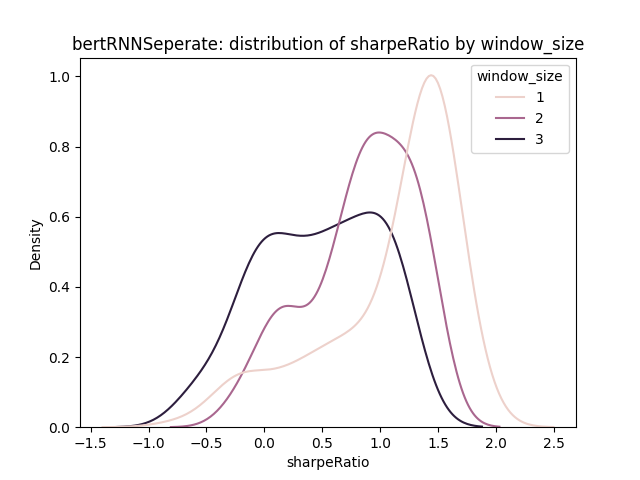 bertRNNSeperate: distribution of sharpeRatio by window_size
window_size
1
2
3
Density
1.0
0.8
0.6
0.4
0.2
0.0
−1.5 −1.0 −0.5 0.0 0.5 1.0 1.5 2.0 2.5
sharpeRatio